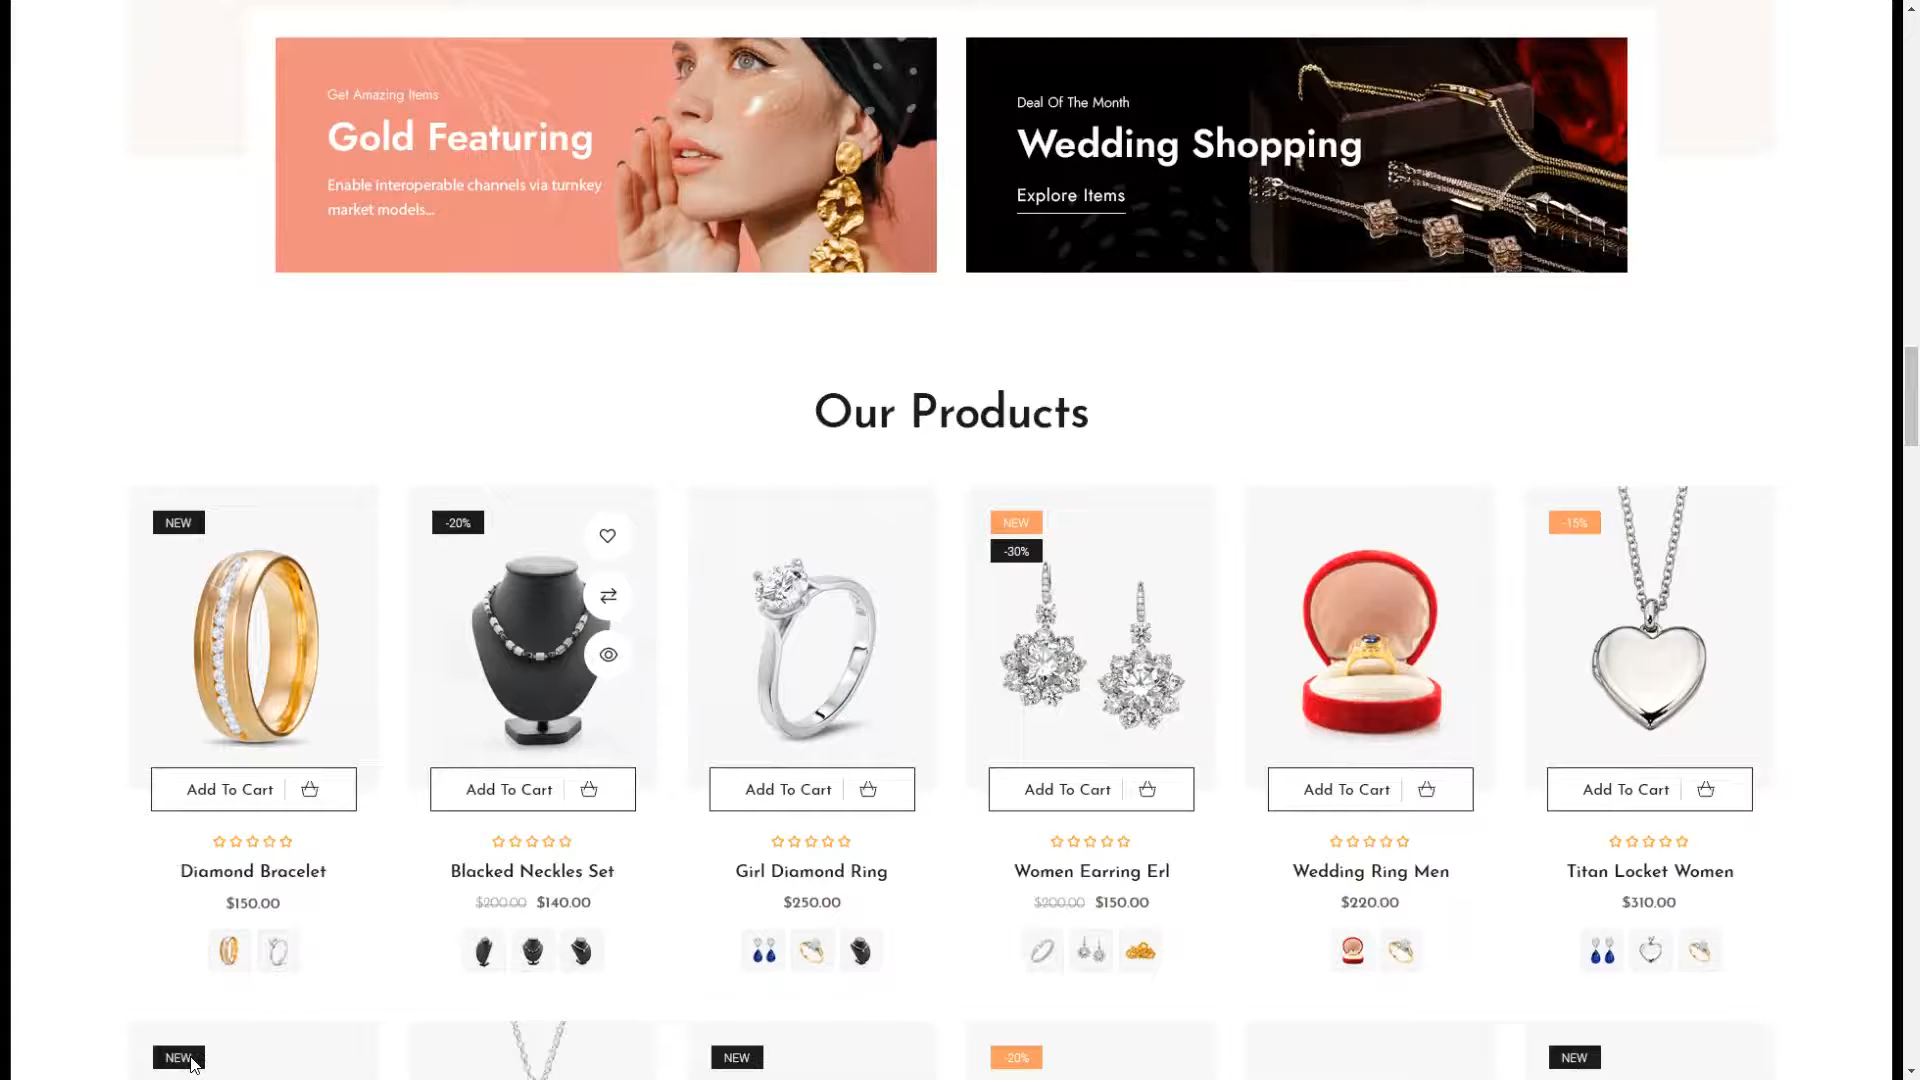 Get Amazing Items
Gold Featuring
Enable interoperable channels via turnkey
market models...
Deal Of The Month
Wedding Shopping
Explore Items
Our Products
NEW
-20%
NEW
-30%
-15%
Add To Cart
Add To Cart
Add To Cart
Add To Cart
Add To Cart
Add To Cart
Diamond Bracelet
Blacked Neckles Set
Girl Diamond Ring
Women Earring Erl
Wedding Ring Men
Titan Locket Women
$150.00
$200.00 $140.00
$250.00
$200.00 $150.00
$220.00
$310.00
NEW
NEW
-20%
NEW